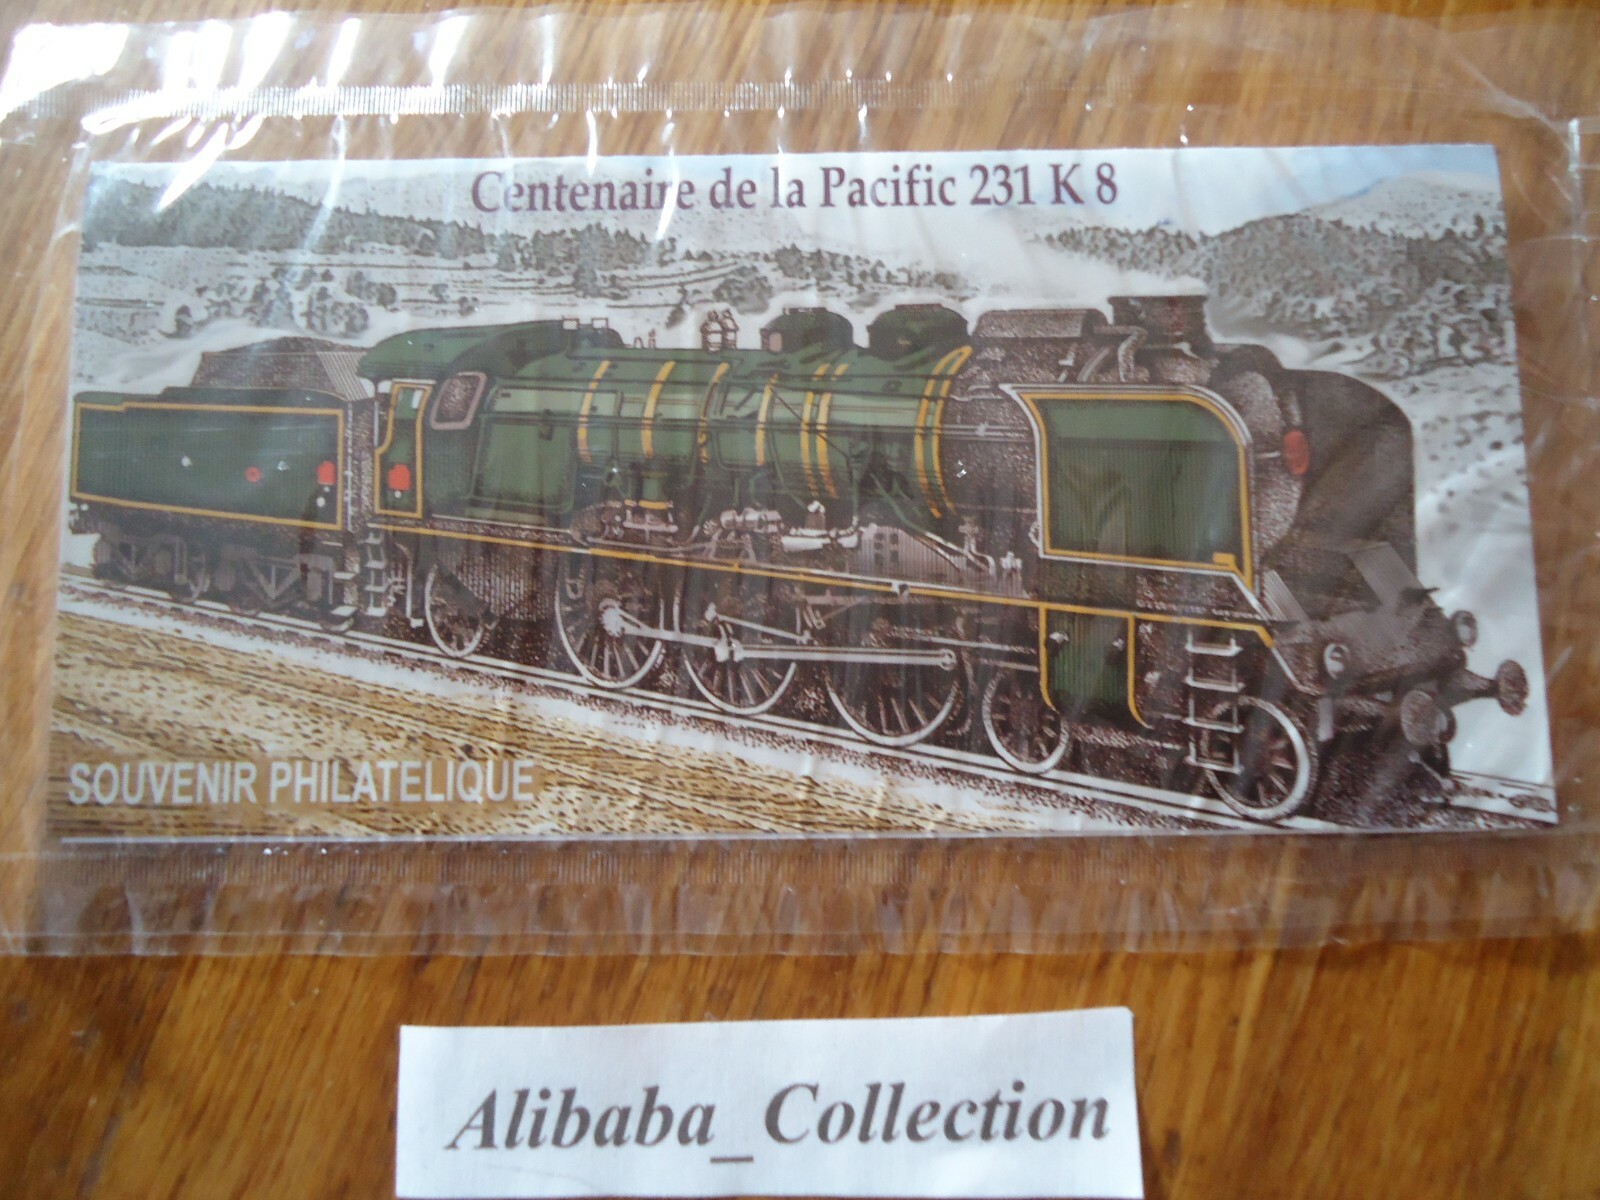 Centenaire de la Pacific 231 K 8
SOUVENIR PHILATELIQUE
Alibaba_Collection